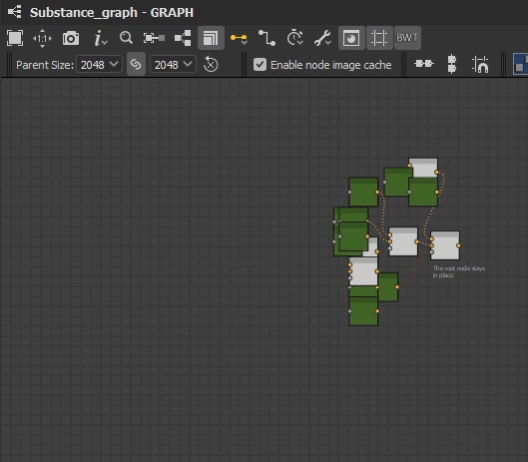 Substance_graph - GRAPH
BWT
Parent Size: 2048 2048 Enable node image cache
The root node stays
in place